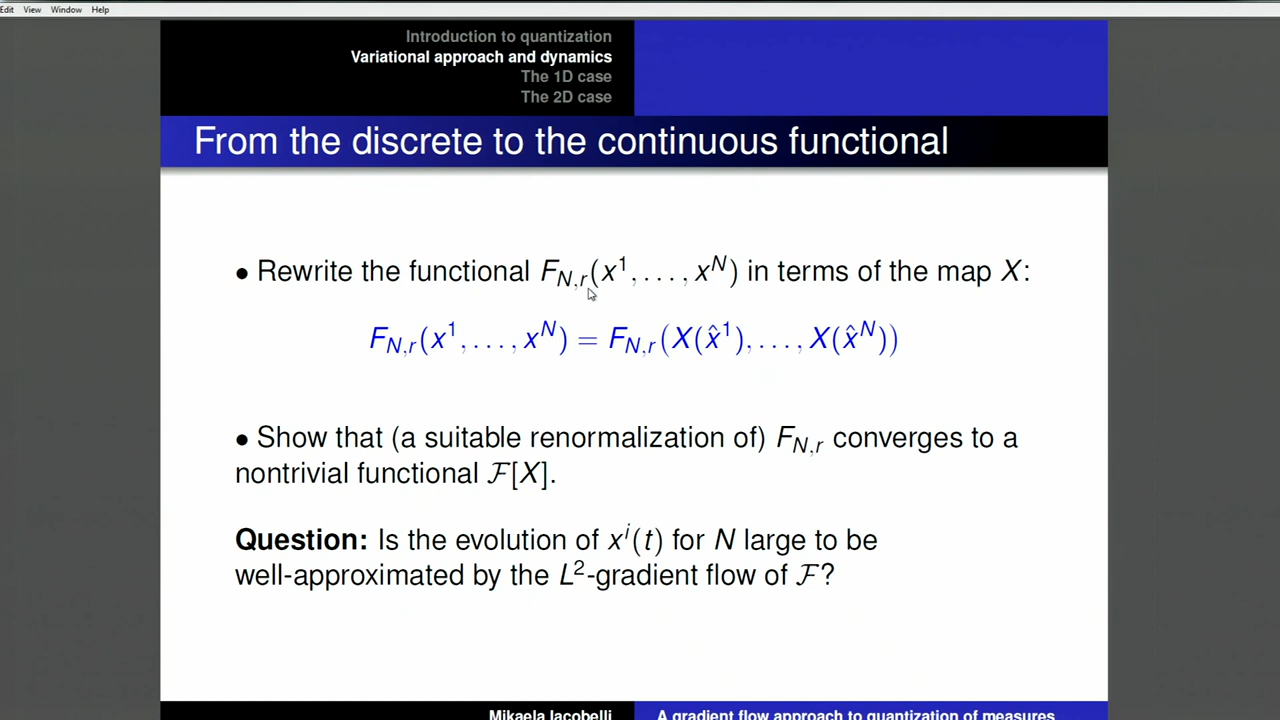 Edit View Window Help
Introduction to quantization
Variational approach and dynamics
The 1D case
The 2D case
From the discrete to the continuous functional
• Rewrite the functional F_{N,r}(x^1, . . . , x^N) in terms of the map X:
F_{N,r}(x^1, . . . , x^N) = F_{N,r}(X(x̂^1), . . . , X(x̂^N))
• Show that (a suitable renormalization of) F_{N,r} converges to a
nontrivial functional ℱ[X].
Question: Is the evolution of x^i(t) for N large to be
well-approximated by the L^2-gradient flow of ℱ?
Mikaela Iacobelli A gradient flow approach to quantization of measures